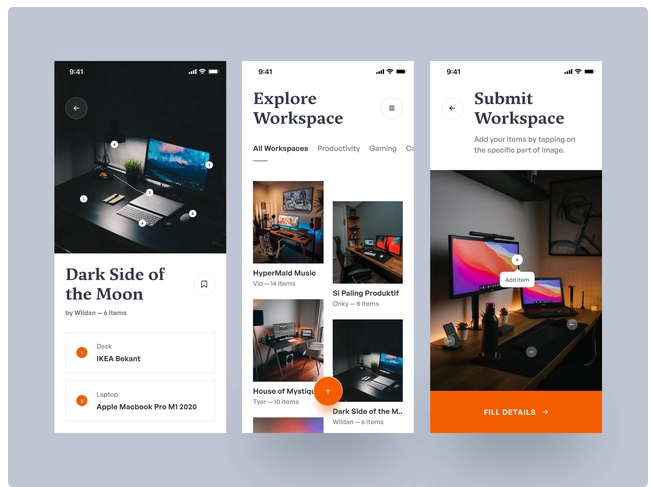 9:41
Dark Side of
the Moon
by Wildan — 6 items
1
Desk
IKEA Bekant
2
Laptop
Apple Macbook Pro M1 2020
9:41
Explore
Workspace
All Workspaces Productivity Gaming Ca
HyperMald Music
Vio — 14 items
Si Paling Produktif
Onky — 8 items
House of Mystiqu
Tyar — 10 items
Dark Side of the M..
Wildan — 6 items
9:41
Submit
Workspace
Add your items by tapping on
the specific part of image.
Add item
FILL DETAILS